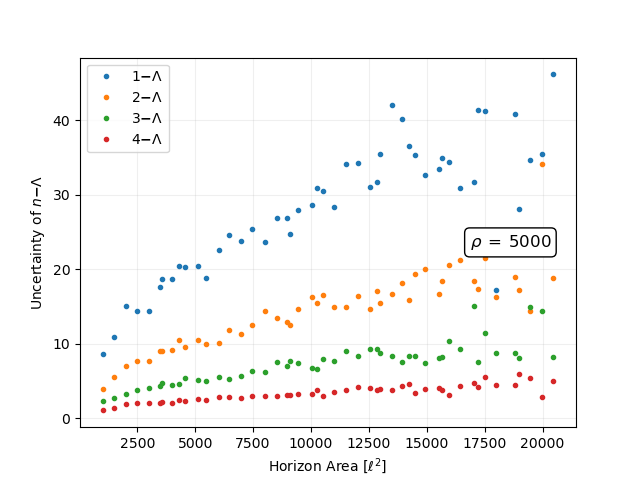 1−Λ
2−Λ
3−Λ
4−Λ
ρ = 5000
Uncertainty of n−Λ
0
10
20
30
40
2500
5000
7500
10000
12500
15000
17500
20000
Horizon Area [ℓ²]